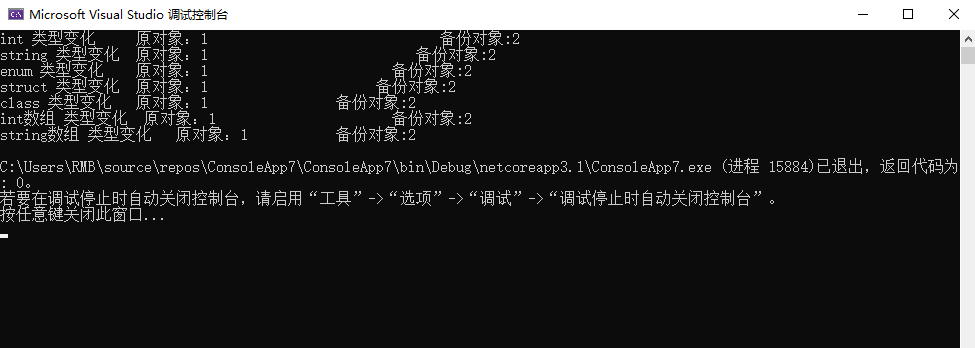 Microsoft Visual Studio 调试控制台
int 类型变化 原对象：1 备份对象:2
string 类型变化 原对象：1 备份对象:2
enum 类型变化 原对象：1 备份对象:2
struct 类型变化 原对象：1 备份对象:2
class 类型变化 原对象：1 备份对象:2
int数组 类型变化 原对象：1 备份对象:2
string数组 类型变化 原对象：1 备份对象:2
C:\Users\RMB\source\repos\ConsoleApp7\ConsoleApp7\bin\Debug\netcoreapp3.1\ConsoleApp7.exe (进程 15884)已退出，返回代码为
: 0。
若要在调试停止时自动关闭控制台，请启用“工具”->“选项”->“调试”->“调试停止时自动关闭控制台”。
按任意键关闭此窗口...